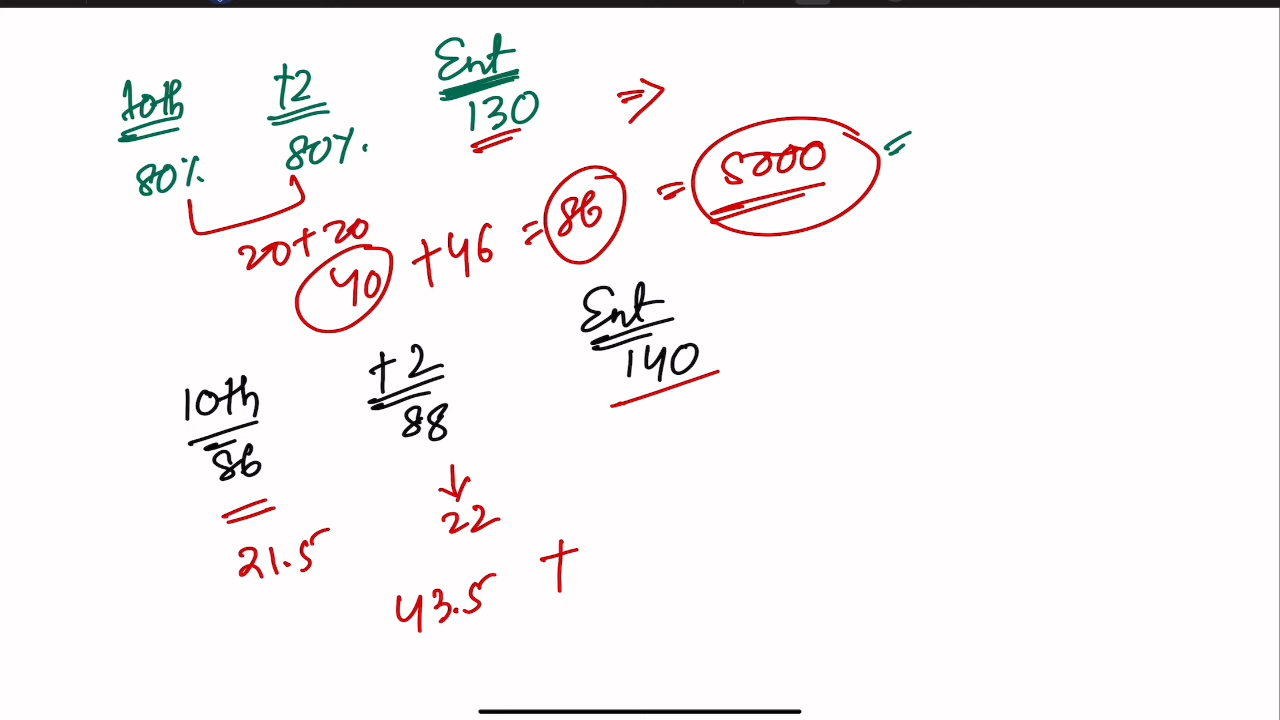 10th +2 Ent
80% 80%. 130 =>
20+20
40 +46 = 86 = 5000 =
10th +2 Ent
86 88 140
21.5 22
43.5 +